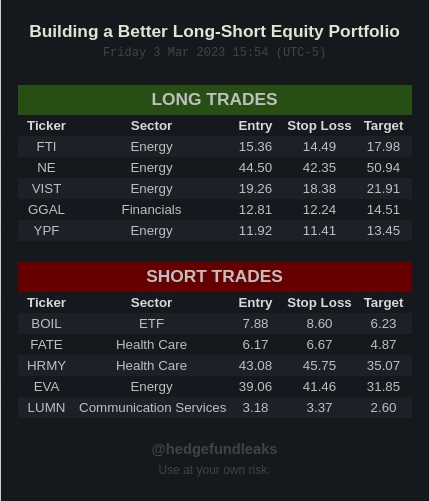 Building a Better Long-Short Equity Portfolio
Friday 3 Mar 2023 15:54 (UTC-5)
LONG TRADES
Ticker Sector Entry Stop Loss Target
FTI Energy 15.36 14.49 17.98
NE Energy 44.50 42.35 50.94
VIST Energy 19.26 18.38 21.91
GGAL Financials 12.81 12.24 14.51
YPF Energy 11.92 11.41 13.45
SHORT TRADES
Ticker Sector Entry Stop Loss Target
BOIL ETF 7.88 8.60 6.23
FATE Health Care 6.17 6.67 4.87
HRMY Health Care 43.08 45.75 35.07
EVA Energy 39.06 41.46 31.85
LUMN Communication Services 3.18 3.37 2.60
@hedgefundleaks
Use at your own risk.